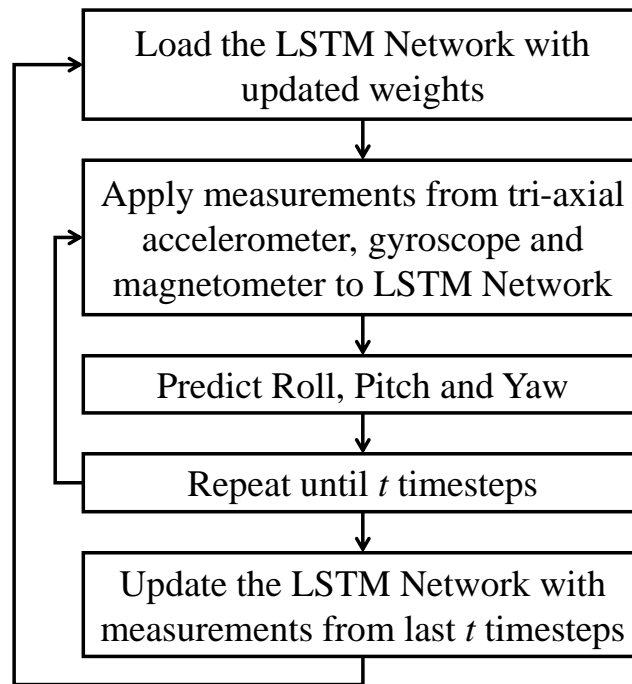 Load the LSTM Network with
updated weights
Apply measurements from tri-axial
accelerometer, gyroscope and
magnetometer to LSTM Network
Predict Roll, Pitch and Yaw
Repeat until t timesteps
Update the LSTM Network with
measurements from last t timesteps